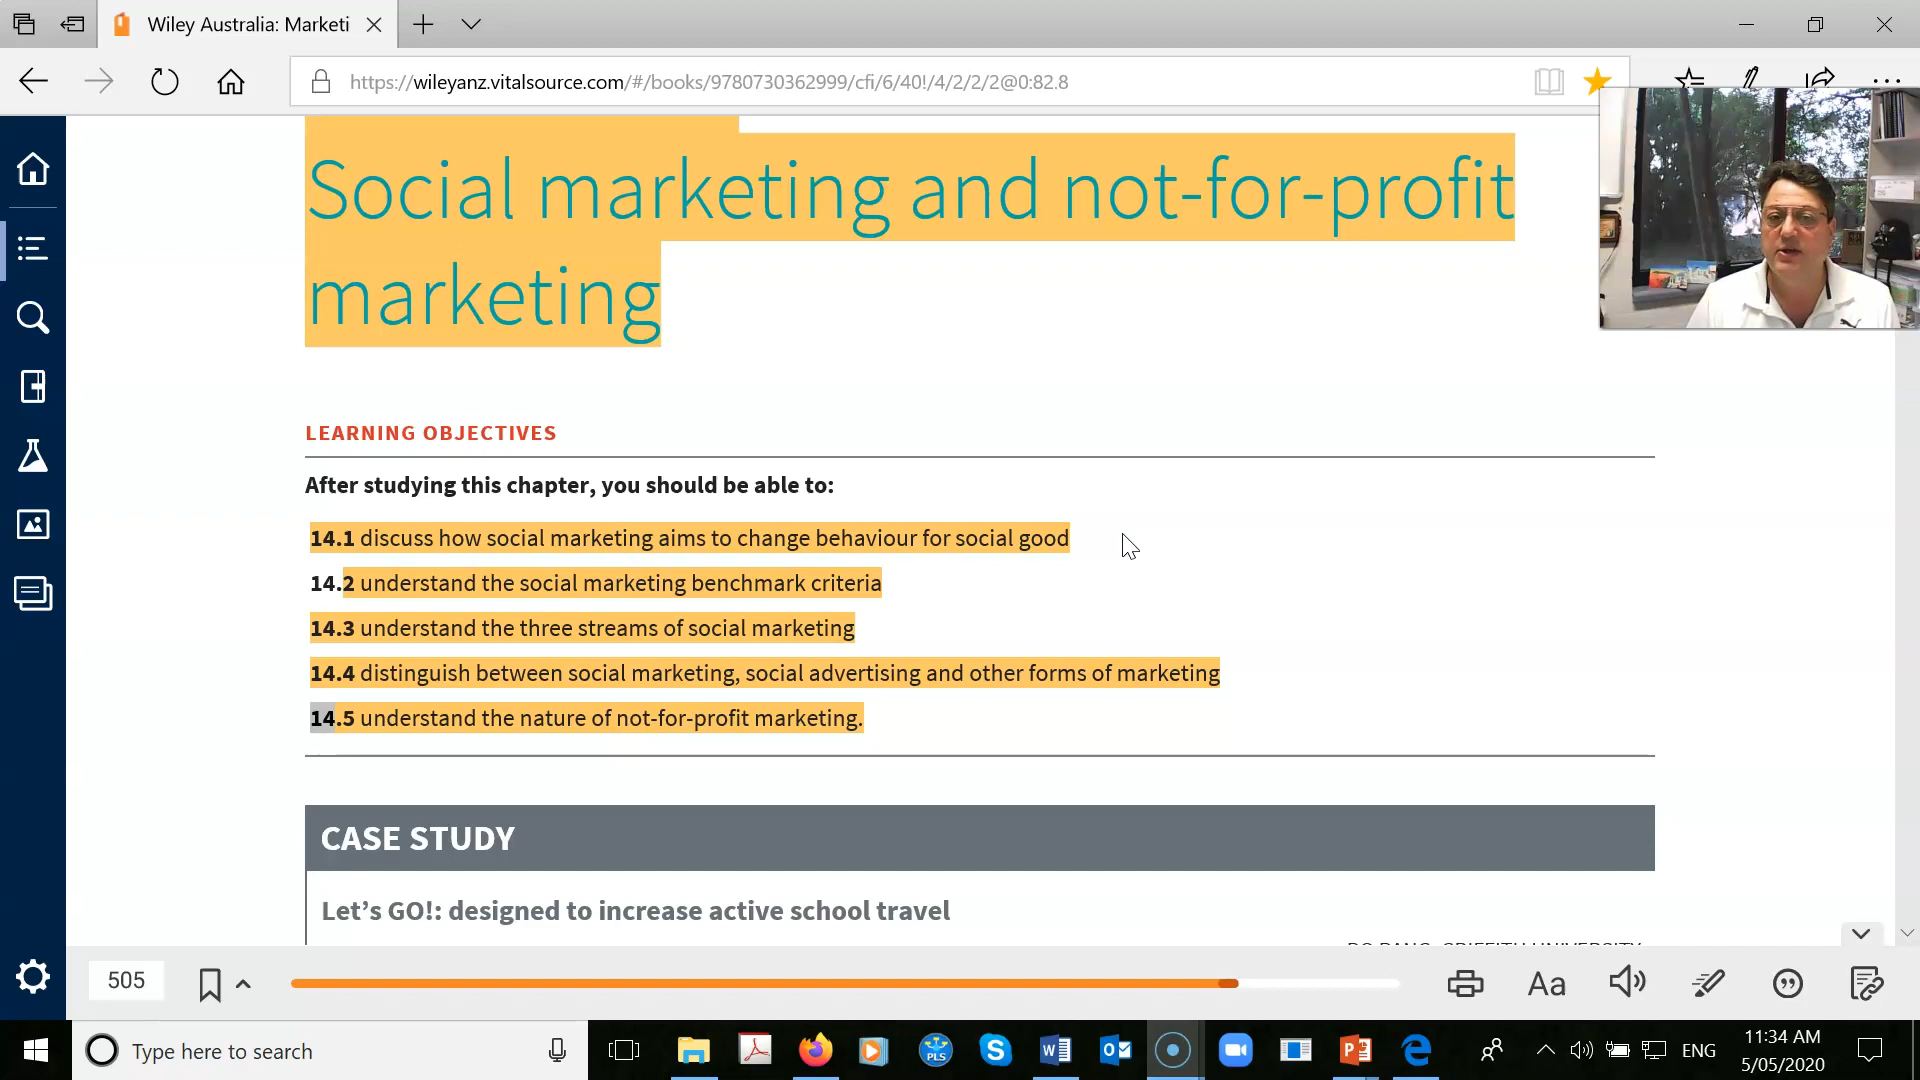 Wiley Australia: Marketi
https://wileyanz.vitalsource.com/#/books/9780730362999/cfi/6/40!/4/2/2/2@0:82.8
Social marketing and not-for-profit
marketing
LEARNING OBJECTIVES
After studying this chapter, you should be able to:
14.1 discuss how social marketing aims to change behaviour for social good
14.2 understand the social marketing benchmark criteria
14.3 understand the three streams of social marketing
14.4 distinguish between social marketing, social advertising and other forms of marketing
14.5 understand the nature of not-for-profit marketing.
CASE STUDY
Let’s GO!: designed to increase active school travel
505
Aa
Type here to search
PLS
ENG
11:34 AM
5/05/2020